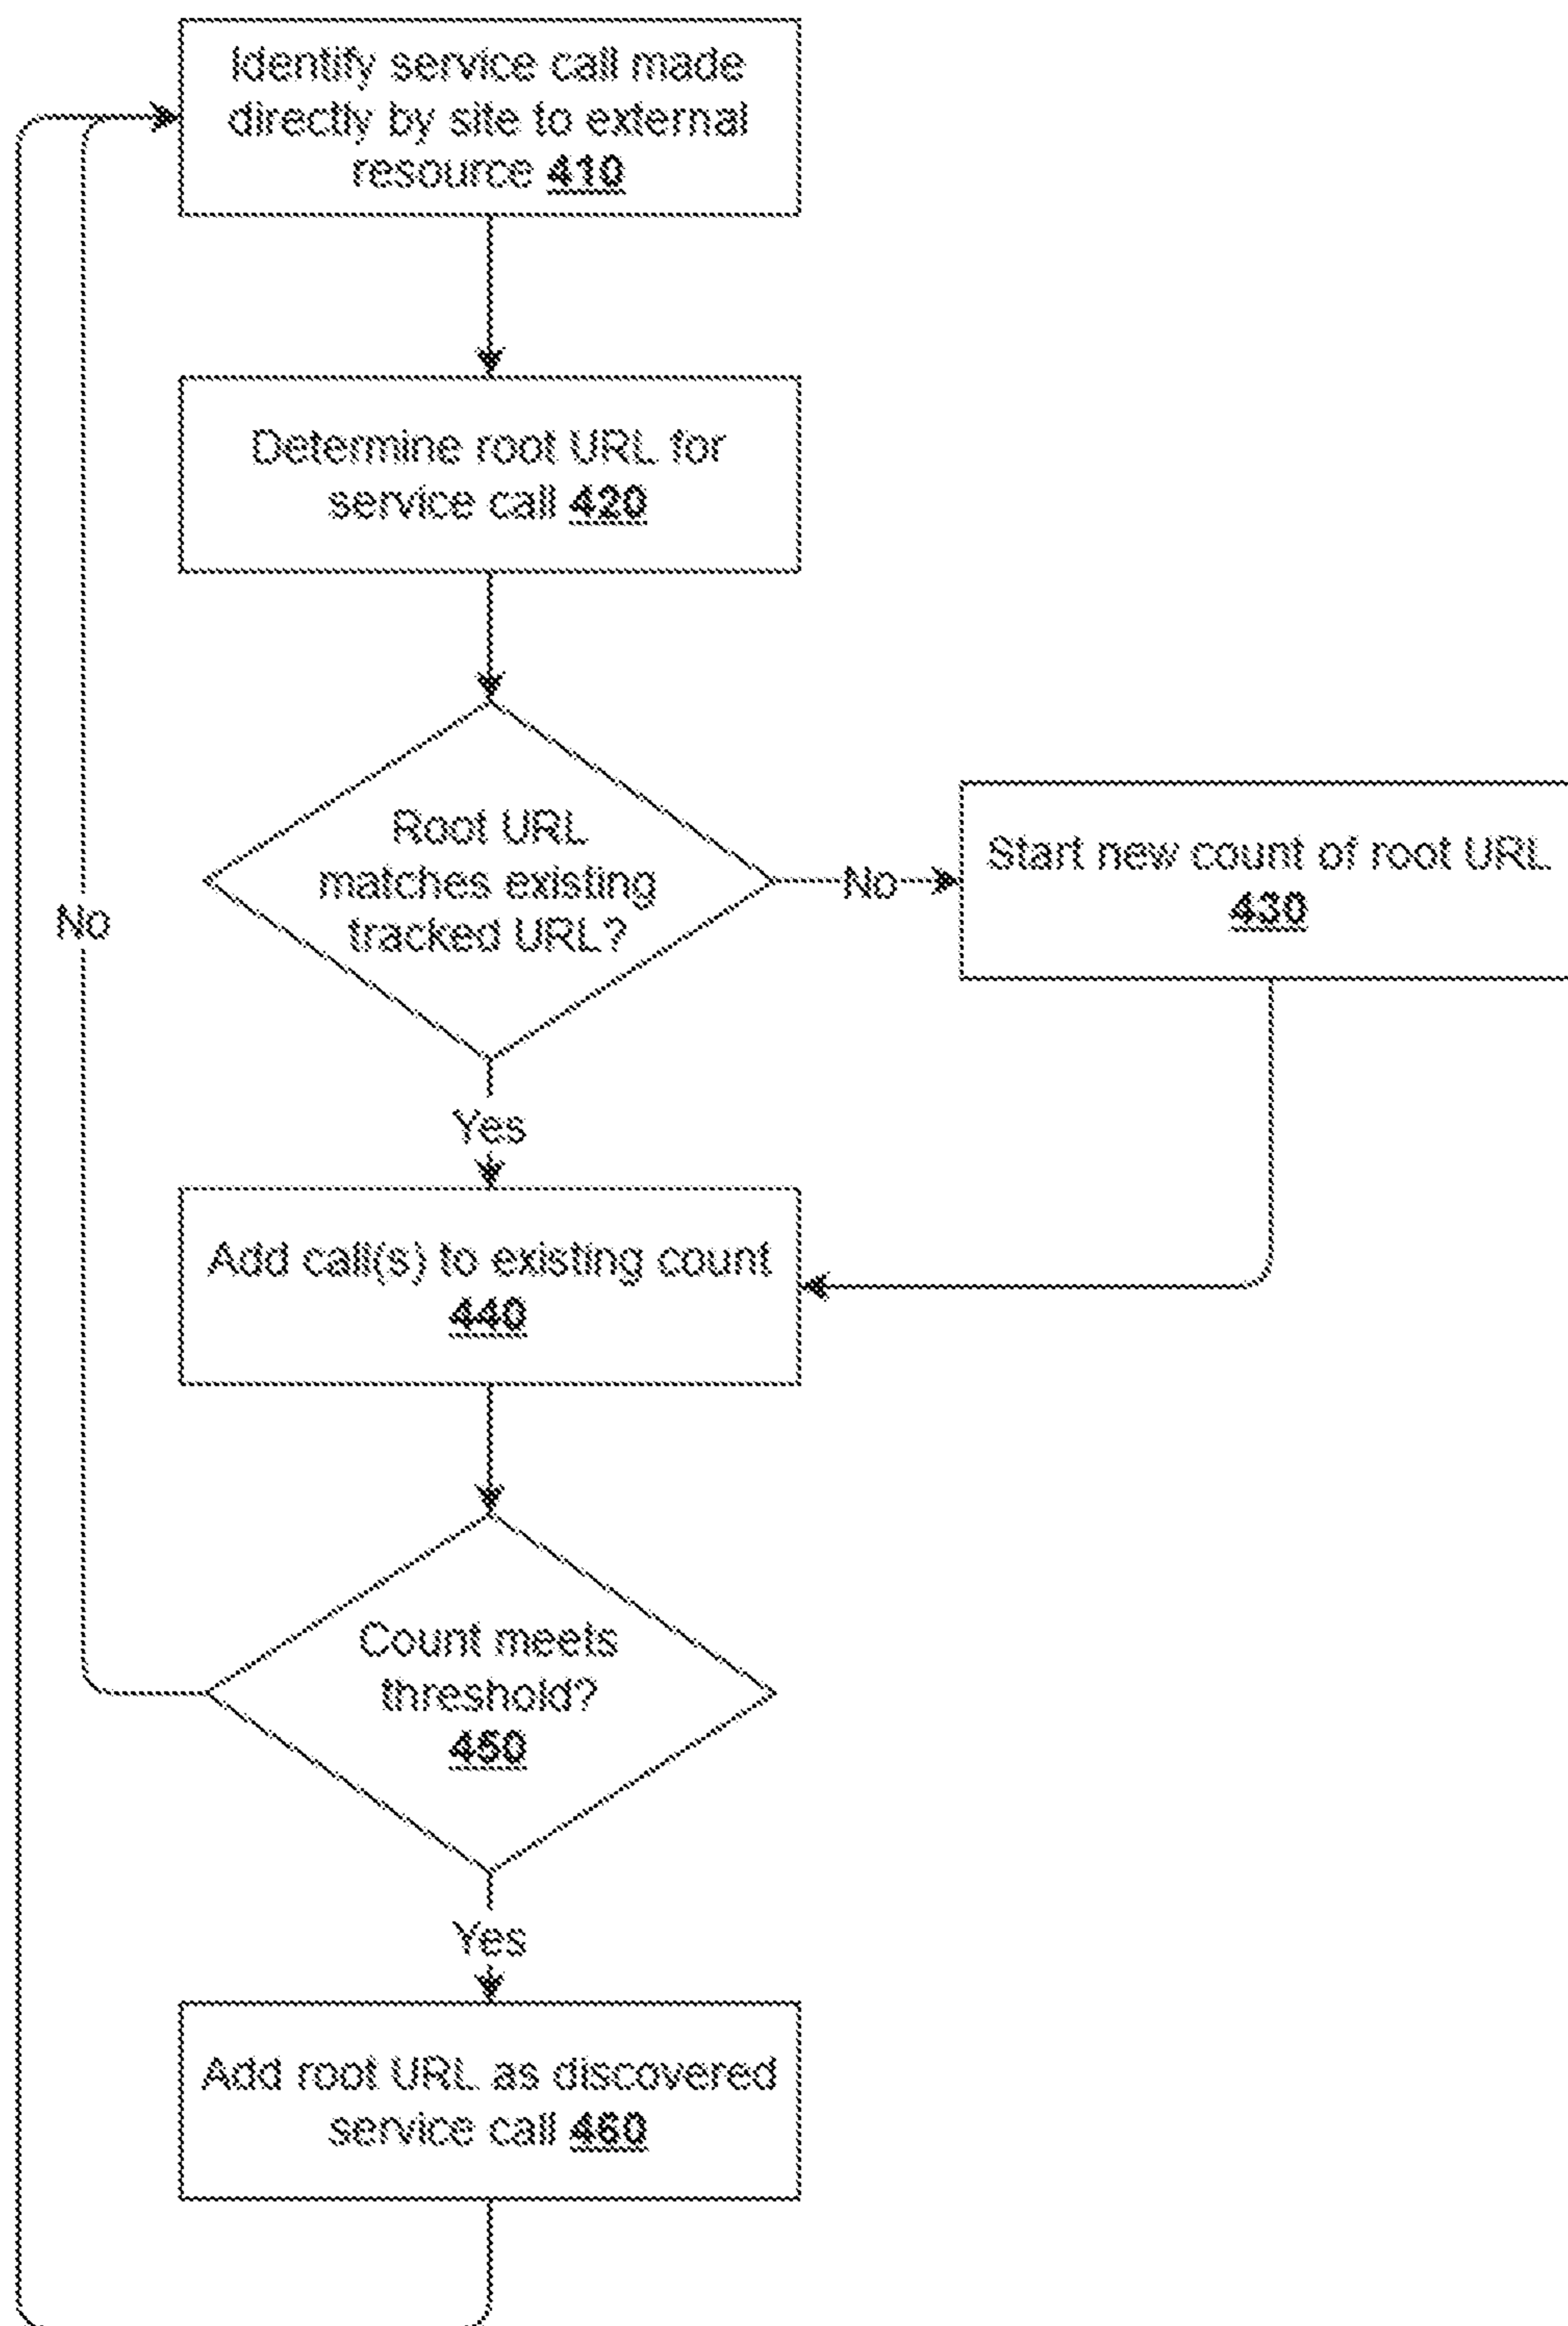 Identify service call made
directly by site to external
resource 410
Determine root URL for
service call 420
Root URL
matches existing
tracked URL?
No
Start new count of root URL
430
No
Yes
Add call(s) to existing count
440
Count meets
threshold?
450
Yes
Add root URL as discovered
service call 460